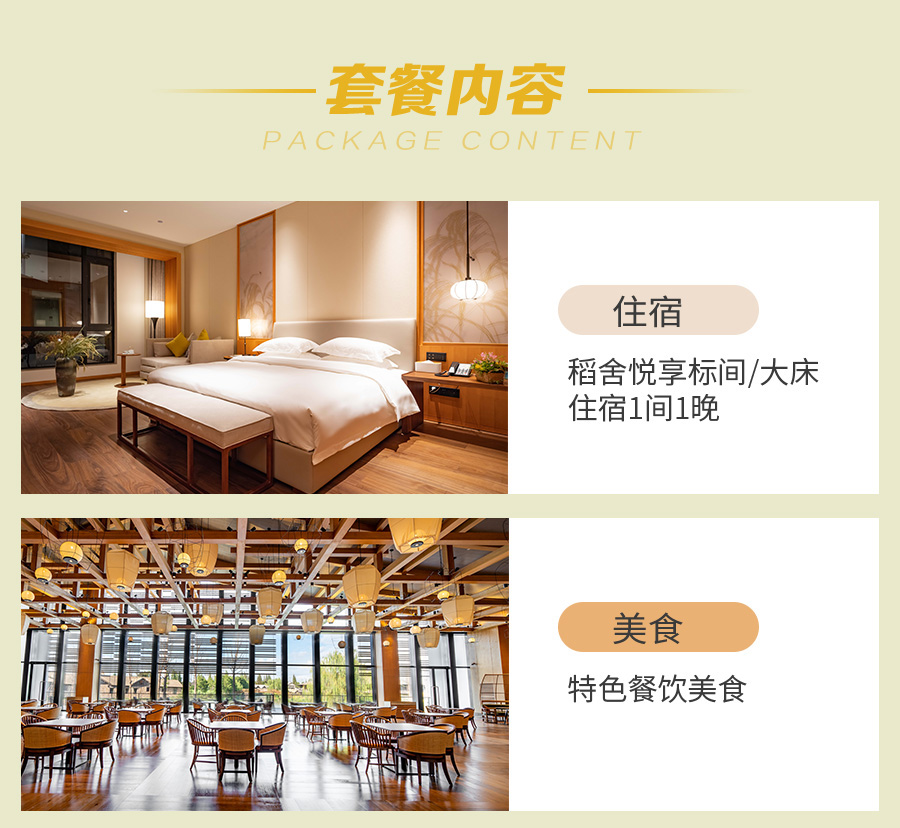 套餐内容
PACKAGE CONTENT
住宿
稻舍悦享标间/大床
住宿1间1晚
美食
特色餐饮美食